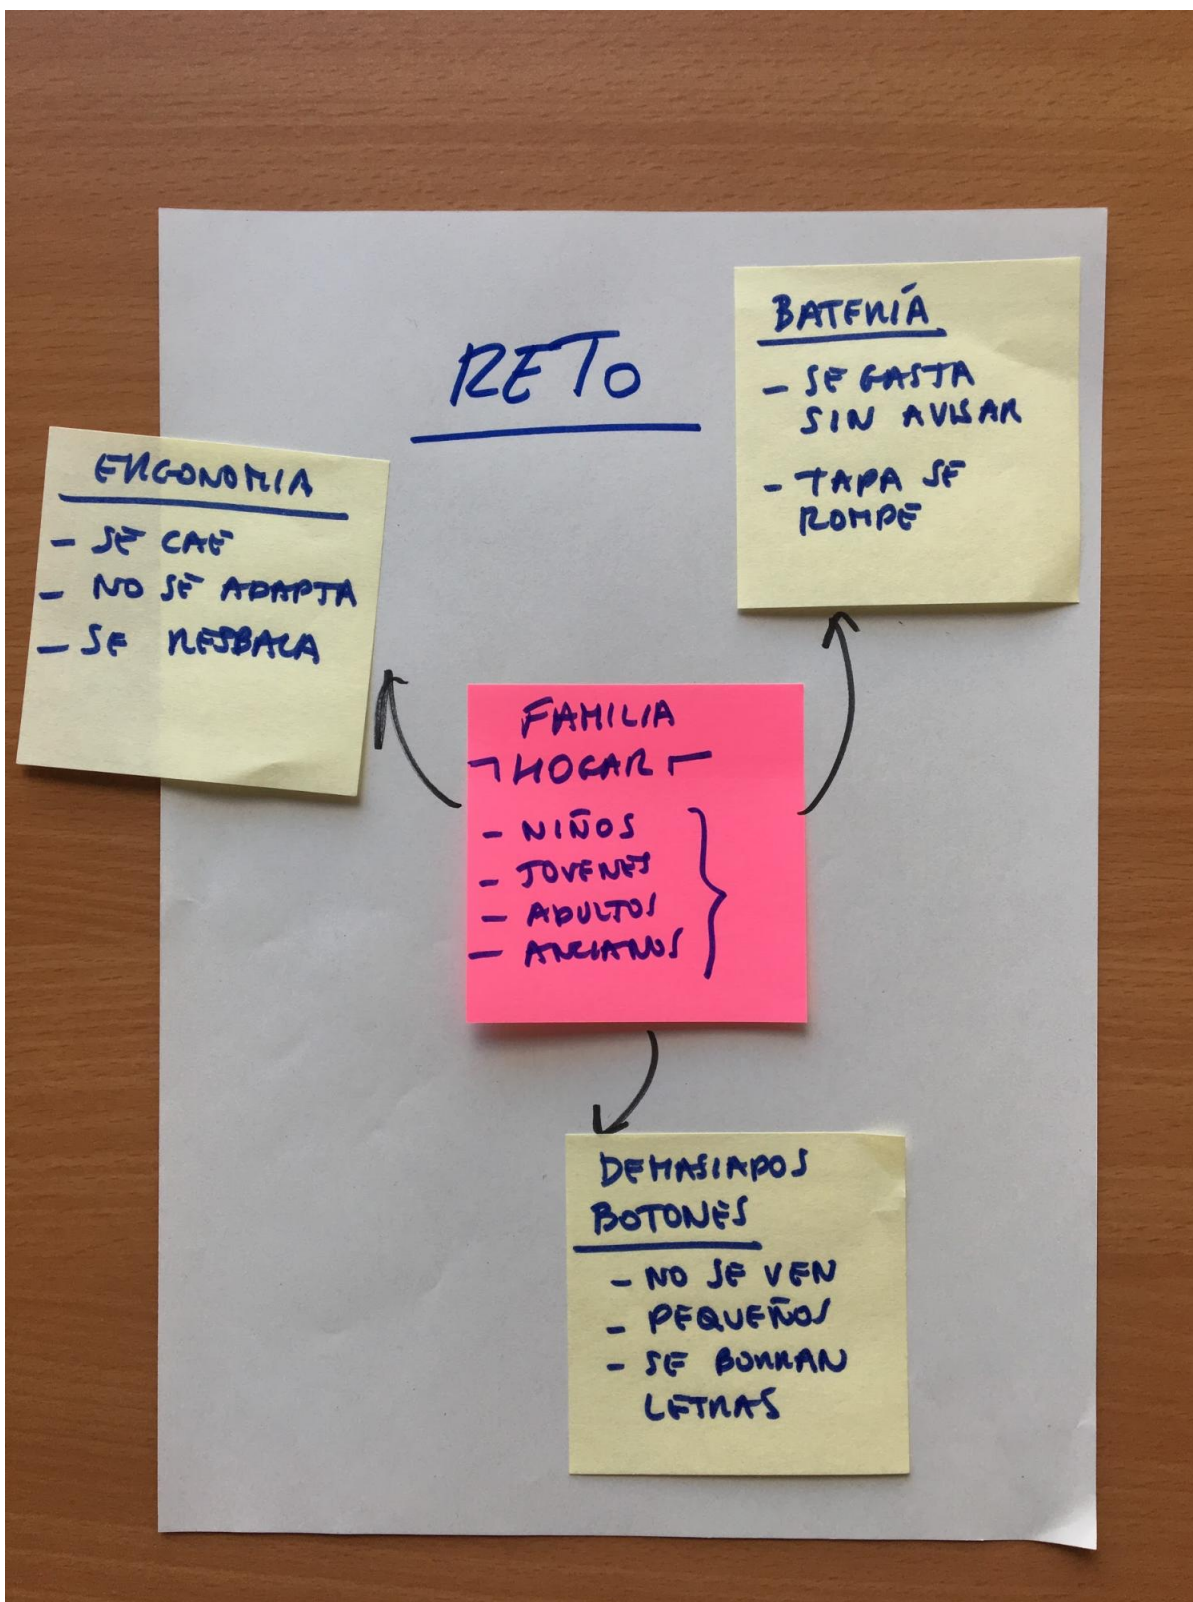 RETO
BATERÍA
- SE GASTA
SIN AVISAR
- TAPA SE
ROMPE
ERGONOMIA
- SE CAE
- NO SE ADAPTA
- SE RESBALA
FAMILIA
HOGAR
- NIÑOS
- JOVENES
- ADULTOS
- ANCIANOS
DEMASIADOS
BOTONES
- NO SE VEN
- PEQUEÑOS
- SE BORRAN
LETRAS